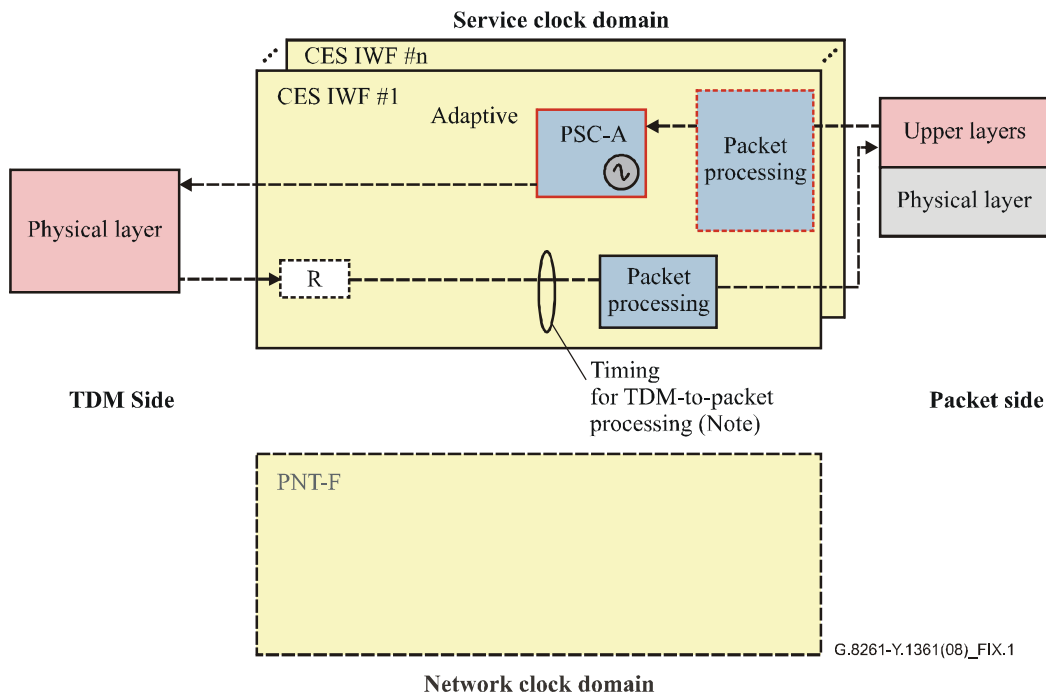 Service clock domain
CES IWF #n
CES IWF #1
Adaptive
PSC-A
Packet
processing
Upper layers
Physical layer
Physical layer
R
Packet
processing
Timing
for TDM-to-packet
processing (Note)
TDM Side
Packet side
PNT-F
G.8261-Y.1361(08)_FIX.1
Network clock domain